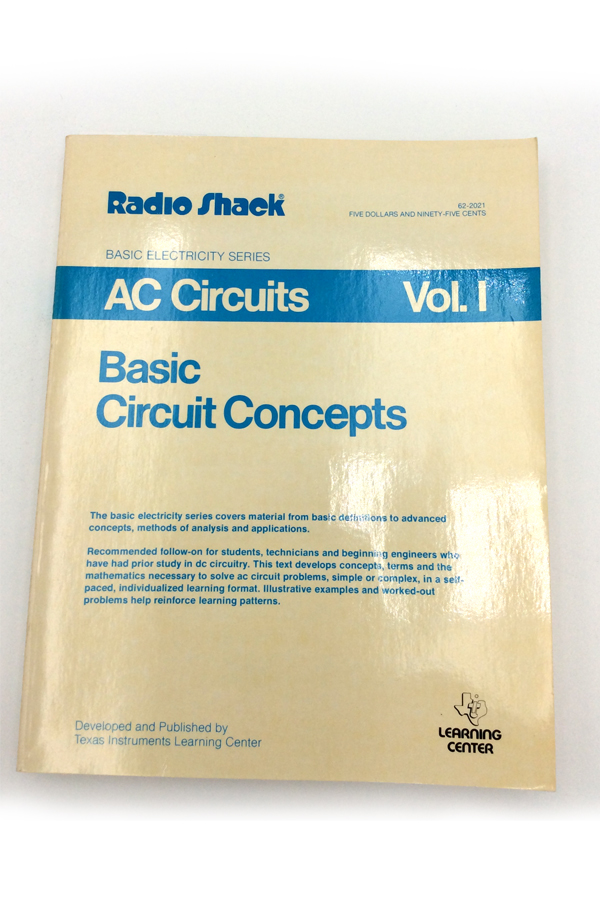 Radio Shack®
62-2021
FIVE DOLLARS AND NINETY-FIVE CENTS
BASIC ELECTRICITY SERIES
AC Circuits Vol. I
Basic
Circuit Concepts
The basic electricity series covers material from basic definitions to advanced
concepts, methods of analysis and applications.
Recommended follow-on for students, technicians and beginning engineers who
have had prior study in dc circuitry. This text develops concepts, terms and the
mathematics necessary to solve ac circuit problems, simple or complex, in a self-
paced, individualized learning format. Illustrative examples and worked-out
problems help reinforce learning patterns.
Developed and Published by
Texas Instruments Learning Center
LEARNING
CENTER